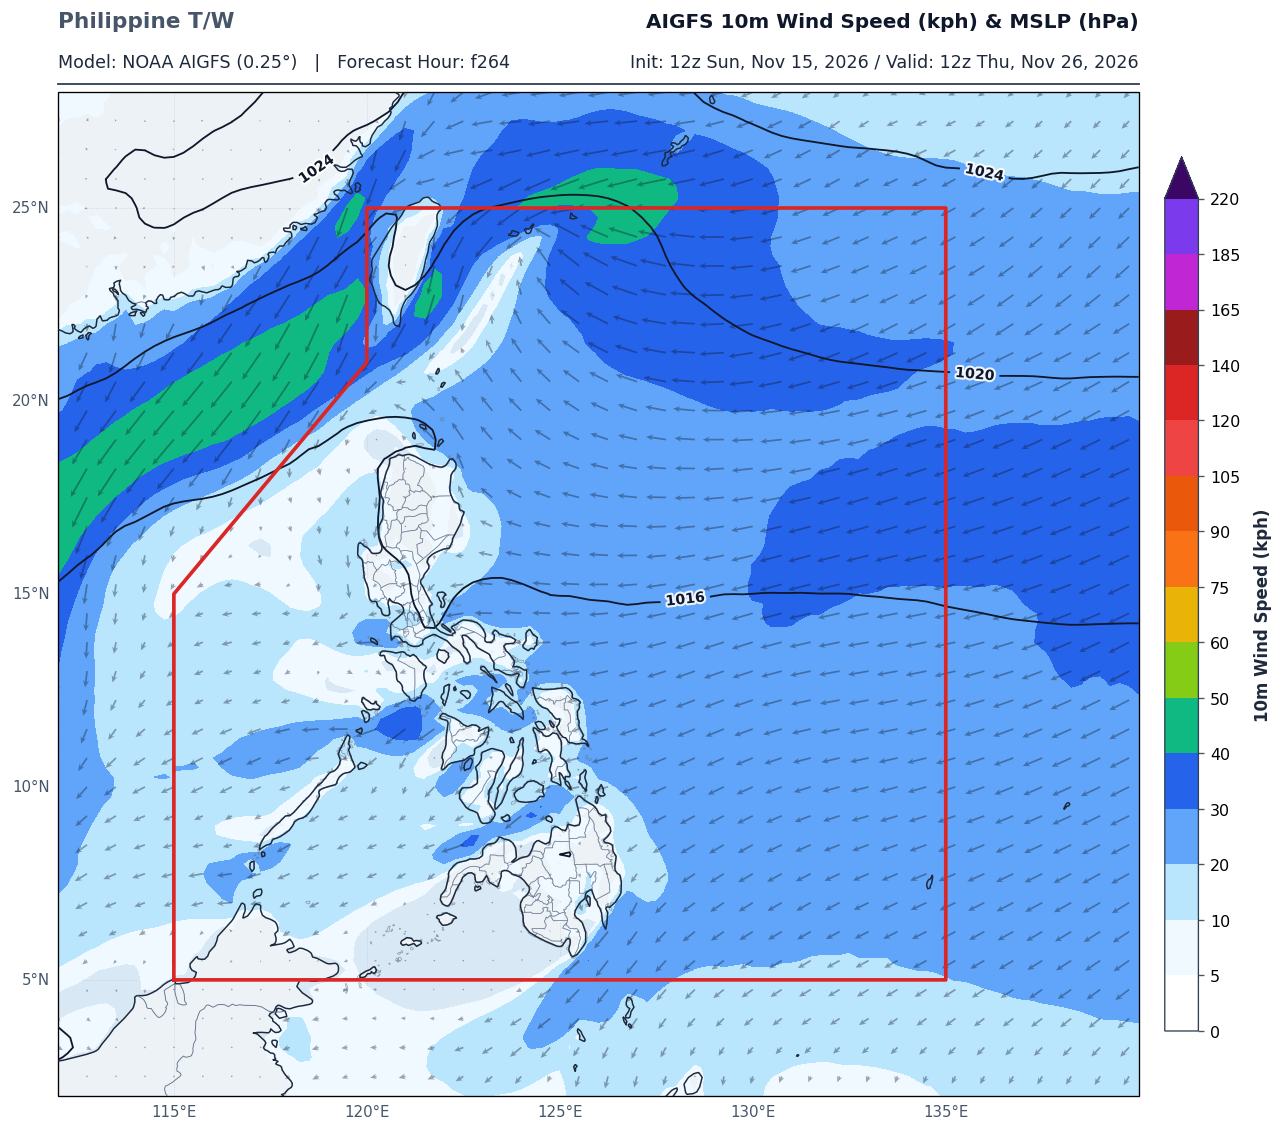 Philippine T/W
AIGFS 10m Wind Speed (kph) & MSLP (hPa)
Model: NOAA AIGFS (0.25°) | Forecast Hour: f264
Init: 12z Sun, Nov 15, 2026 / Valid: 12z Thu, Nov 26, 2026
1024
1024
1020
1016
25°N
20°N
15°N
10°N
5°N
115°E
120°E
125°E
130°E
135°E
220
185
165
140
120
105
90
75
60
50
40
30
20
10
5
0
10m Wind Speed (kph)